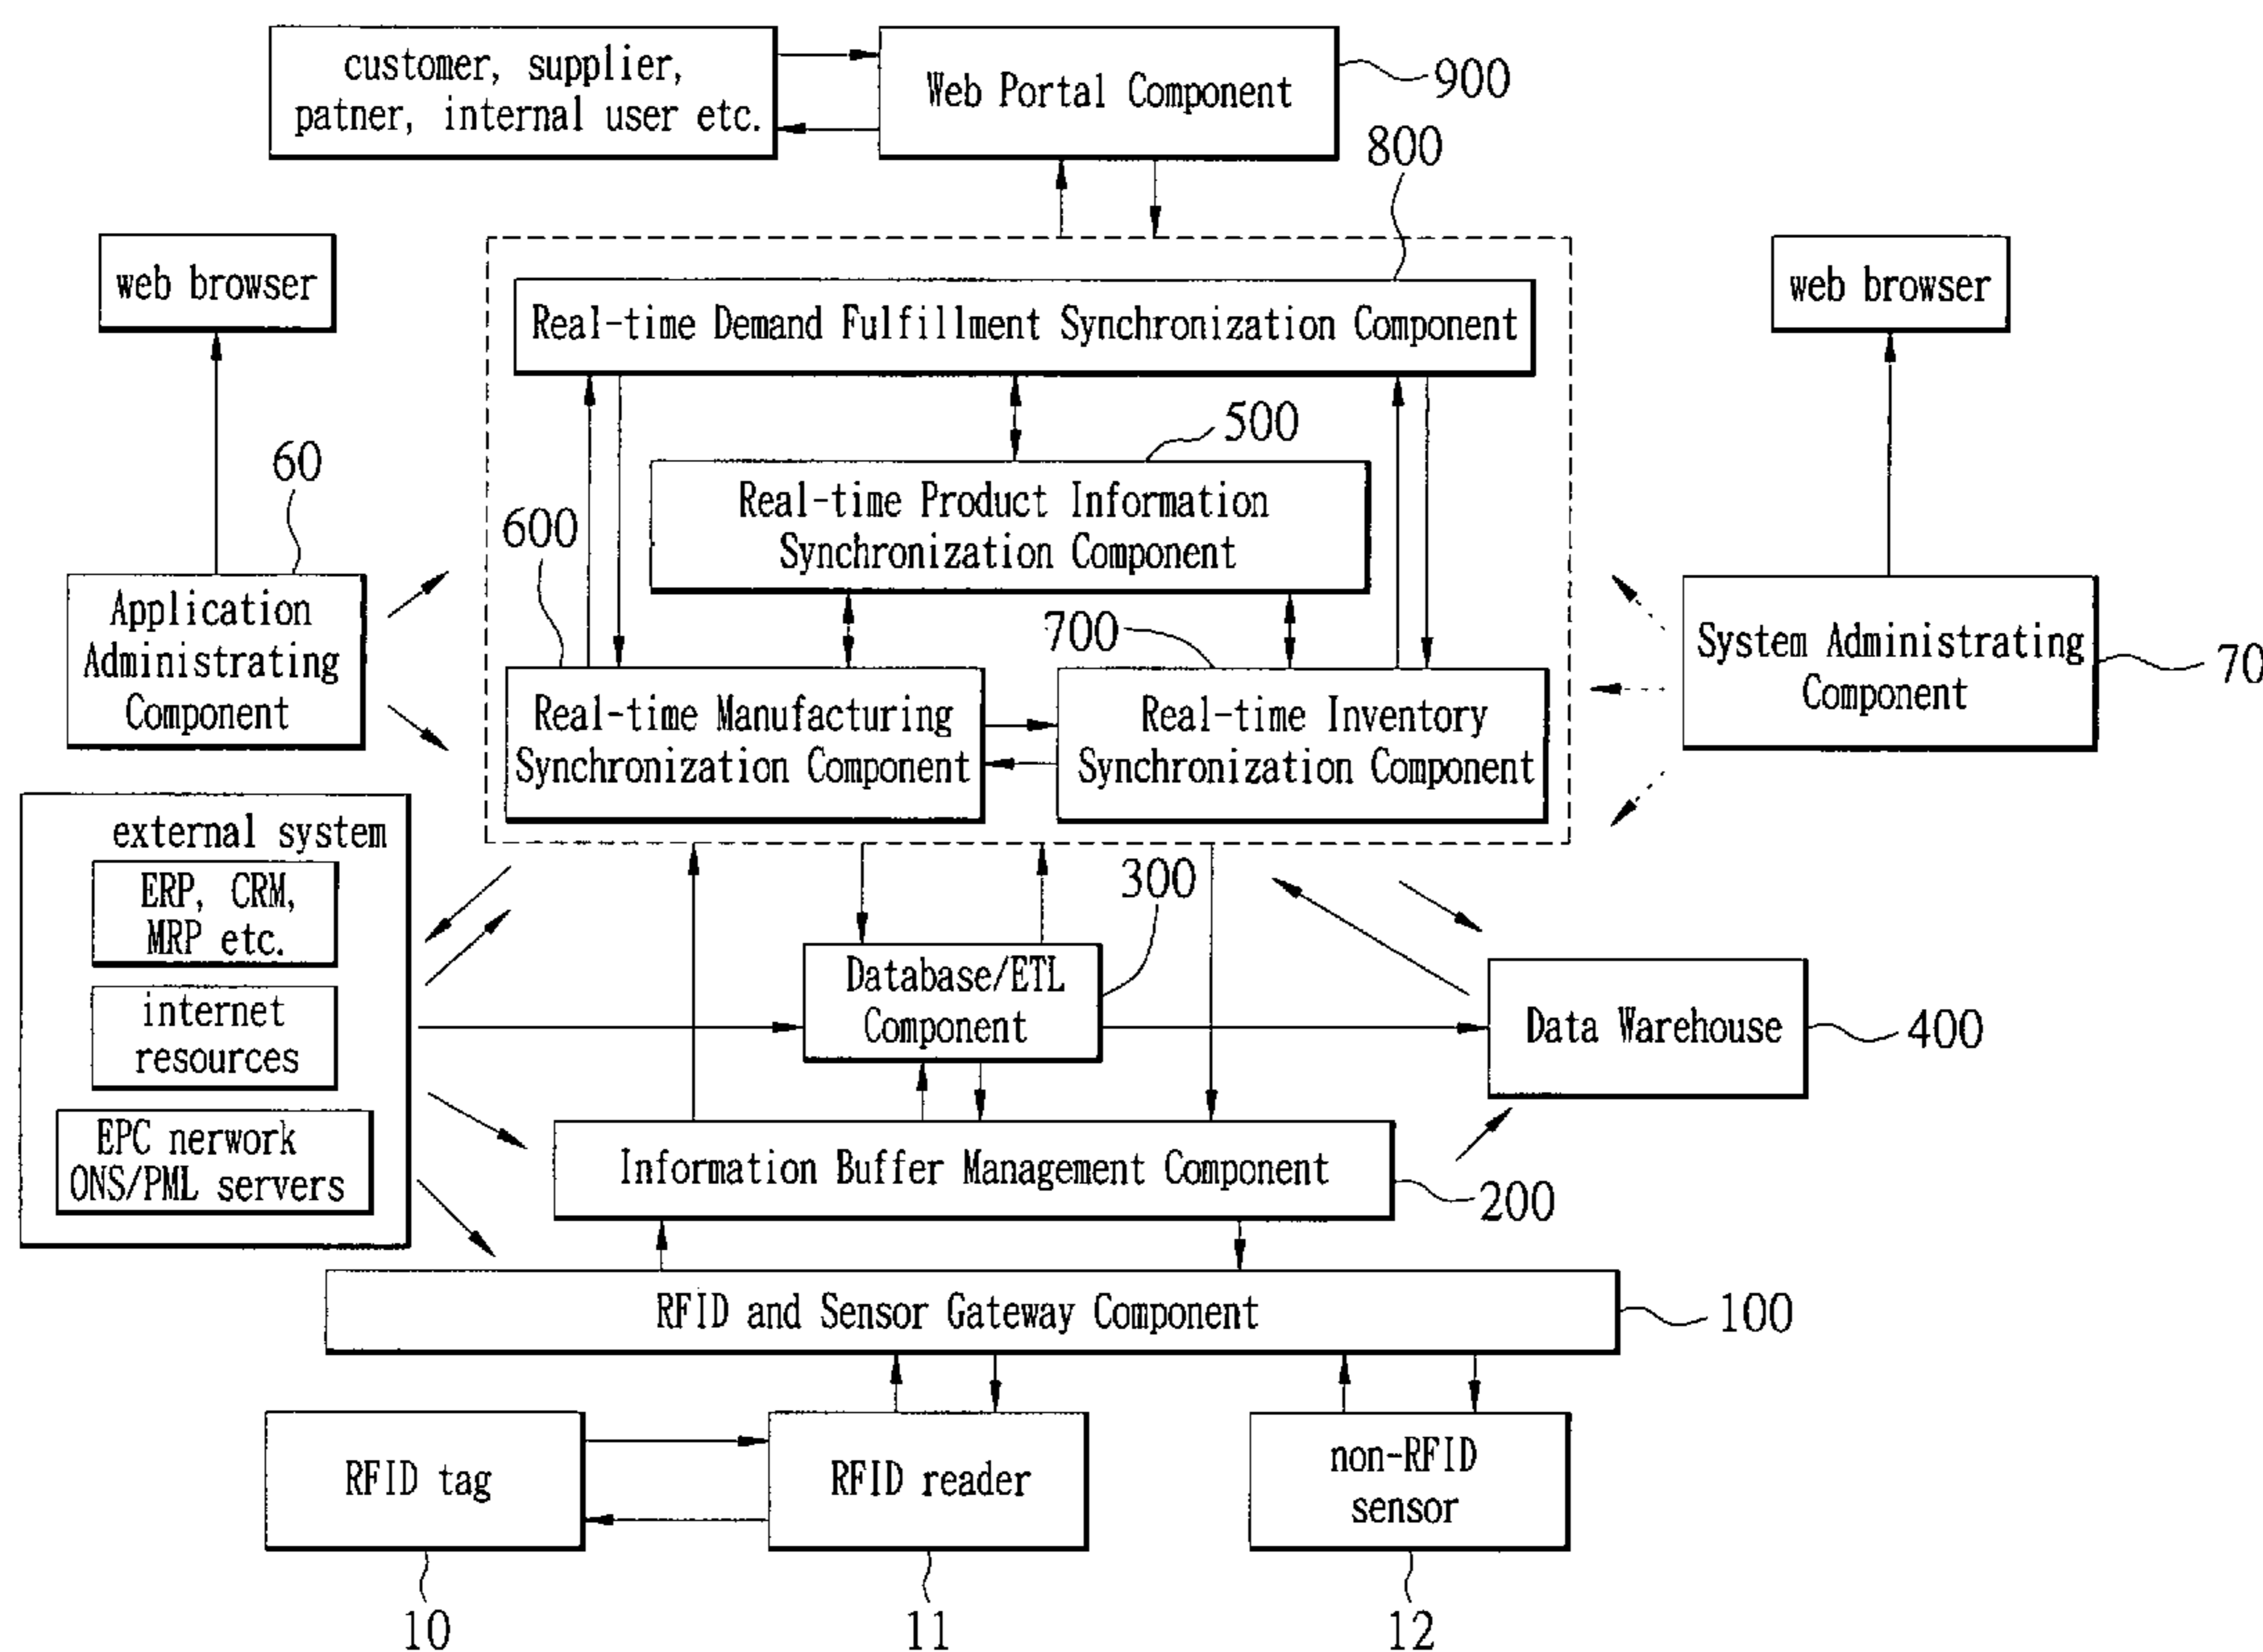 customer, supplier,
patner, internal user etc.
Web Portal Component
900
800
web browser
web browser
Real-time Demand Fulfillment Synchronization Component
500
60
Real-time Product Information
Synchronization Component
600
Application
Administrating
Component
700
System Administrating
Component
70
Real-time Manufacturing
Synchronization Component
Real-time Inventory
Synchronization Component
external system
ERP, CRM,
MRP etc.
internet
resources
EPC nerwork
ONS/PML servers
300
Database/ETL
Component
Data Warehouse
400
Information Buffer Management Component
200
RFID and Sensor Gateway Component
100
RFID tag
RFID reader
non-RFID
sensor
10
11
12